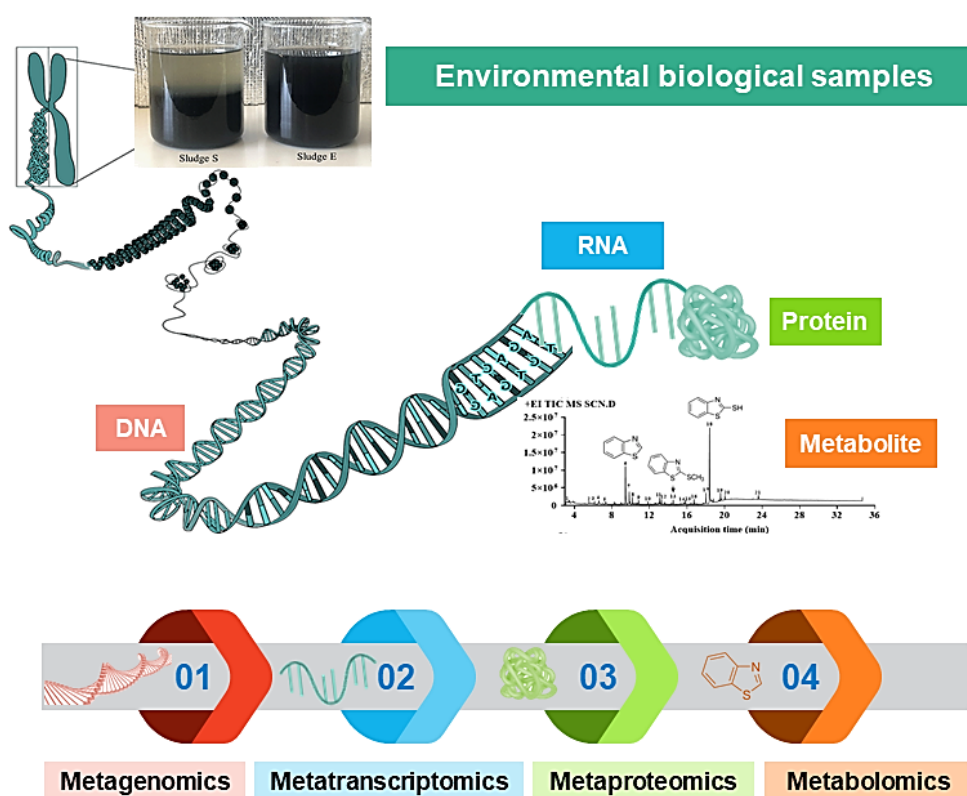 Environmental biological samples
Sludge S
Sludge E
RNA
Protein
DNA
+EI TIC MS SCN.D
2.5×10⁷
2.0×10⁷
1.5×10⁷
1×10⁷
5×10⁶
0
N
S
N
S
SCH₃
N
S
SH
4
8
12
16
20
24
28
32
36
Acquisition time (min)
Metabolite
01
02
03
04
N
S
Metagenomics
Metatranscriptomics
Metaproteomics
Metabolomics